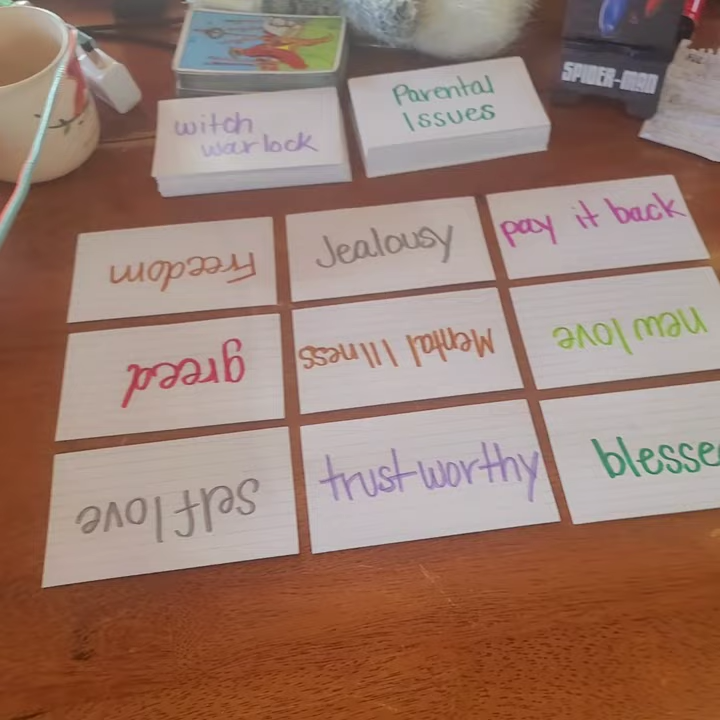 SPIDER-MAN
witch
warlock
Parental
Issues
freedom
Jealousy
pay it back
greed
Mental Illness
new love
self love
trustworthy
blesse